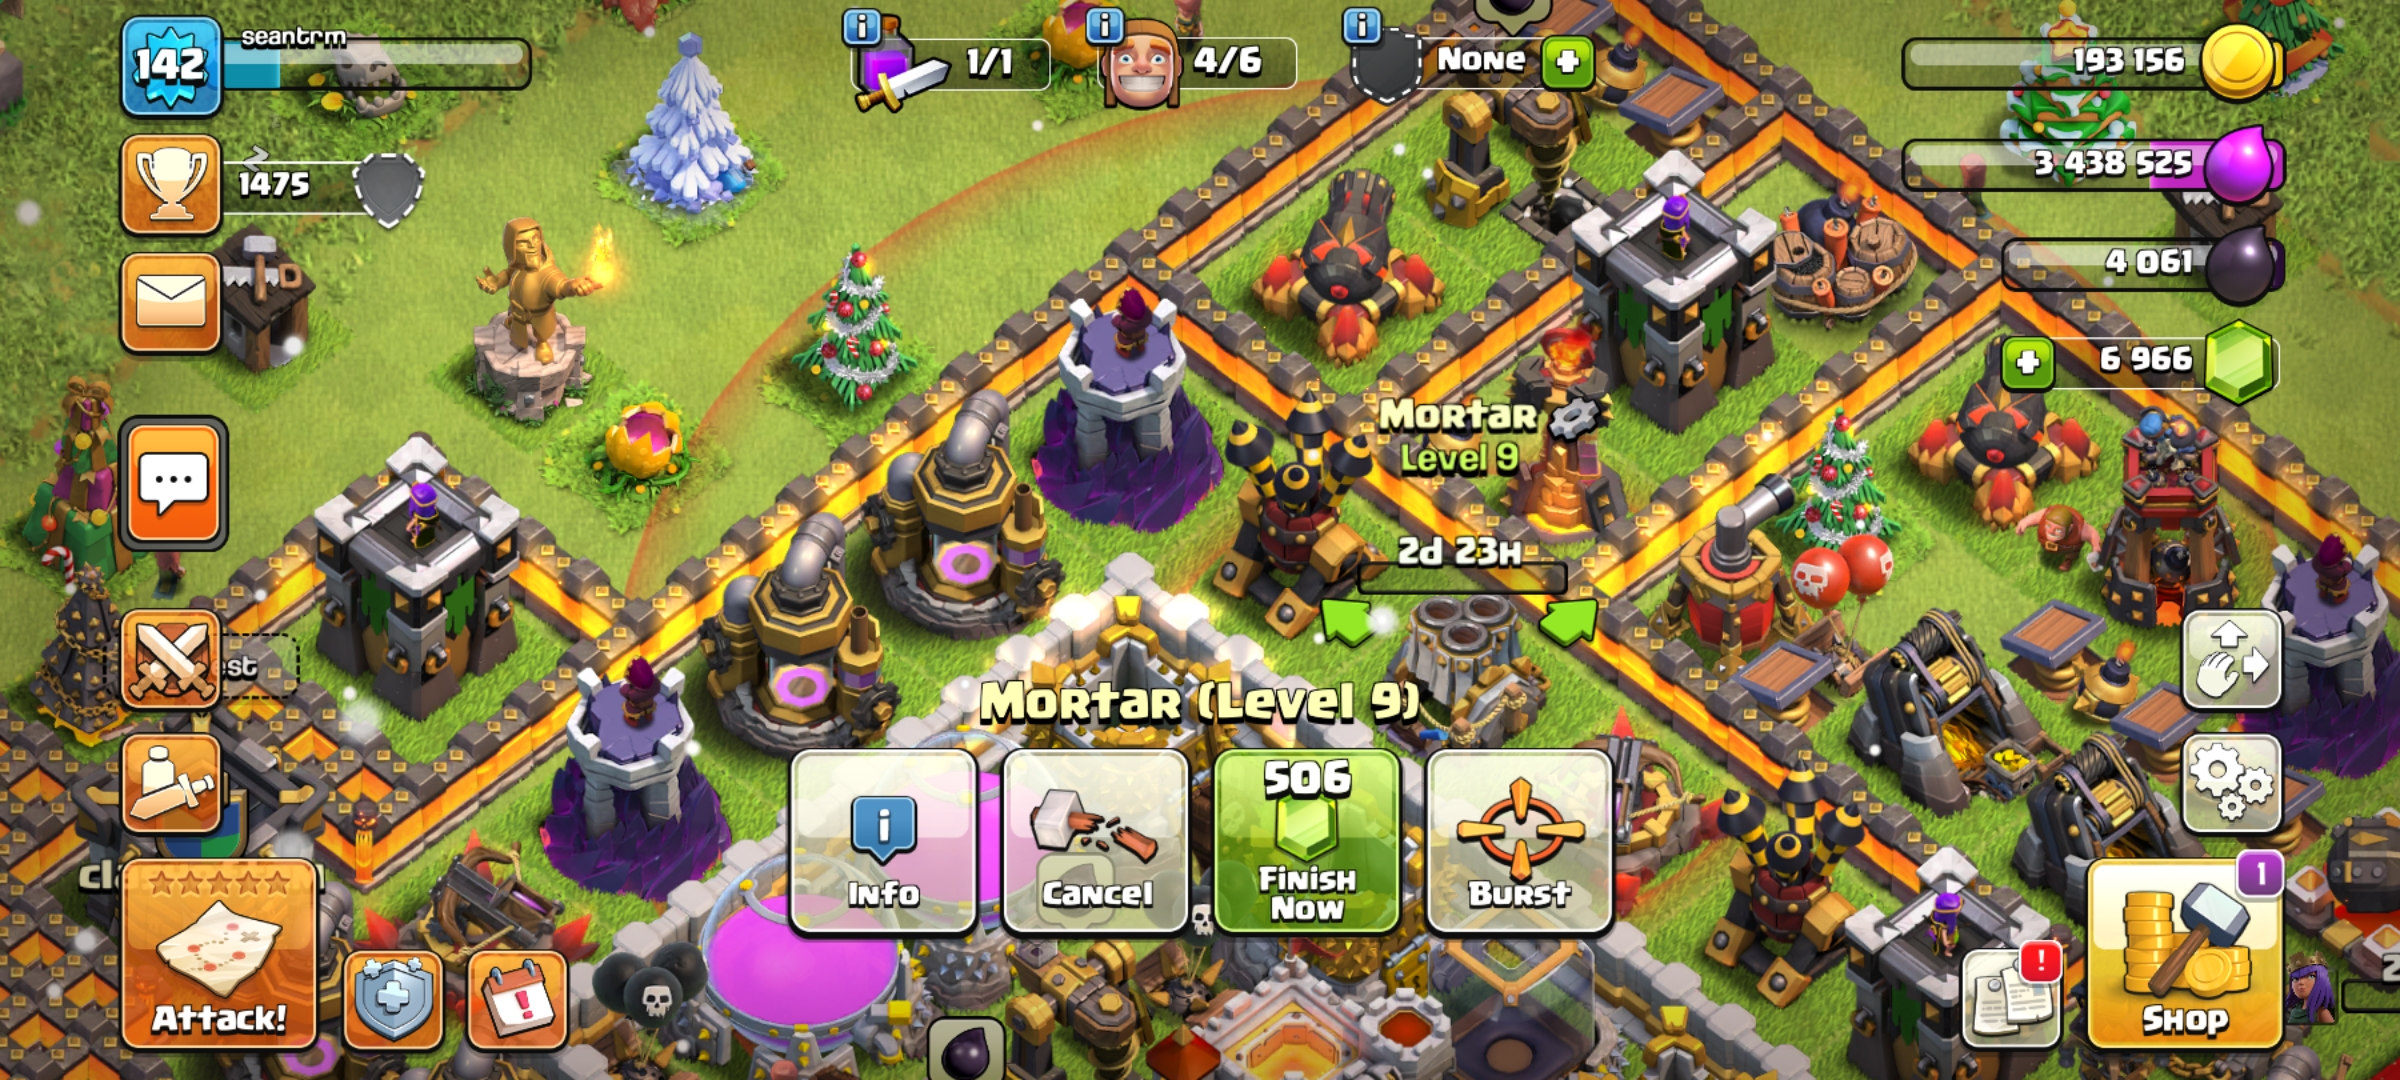 142
seantrm
1/1
4/6
None
193 156
1475
3 438 525
4 061
6 966
Mortar
Level 9
2d 23h
Mortar (Level 9)
506
Info
Cancel
Finish
Now
Burst
Attack!
1
Shop